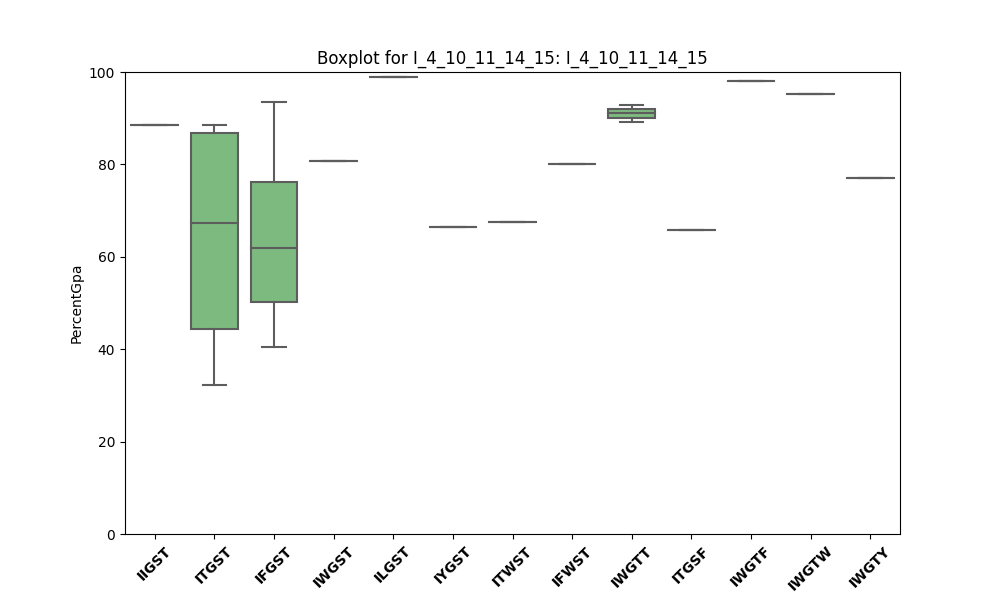 Boxplot for I_4_10_11_14_15: I_4_10_11_14_15
100
80
60
40
20
0
PercentGpa
IIGST
ITGST
IFGST
IWGST
ILGST
IYGST
ITWST
IFWST
IWGTT
ITGSF
IWGTF
IWGTW
IWGTY